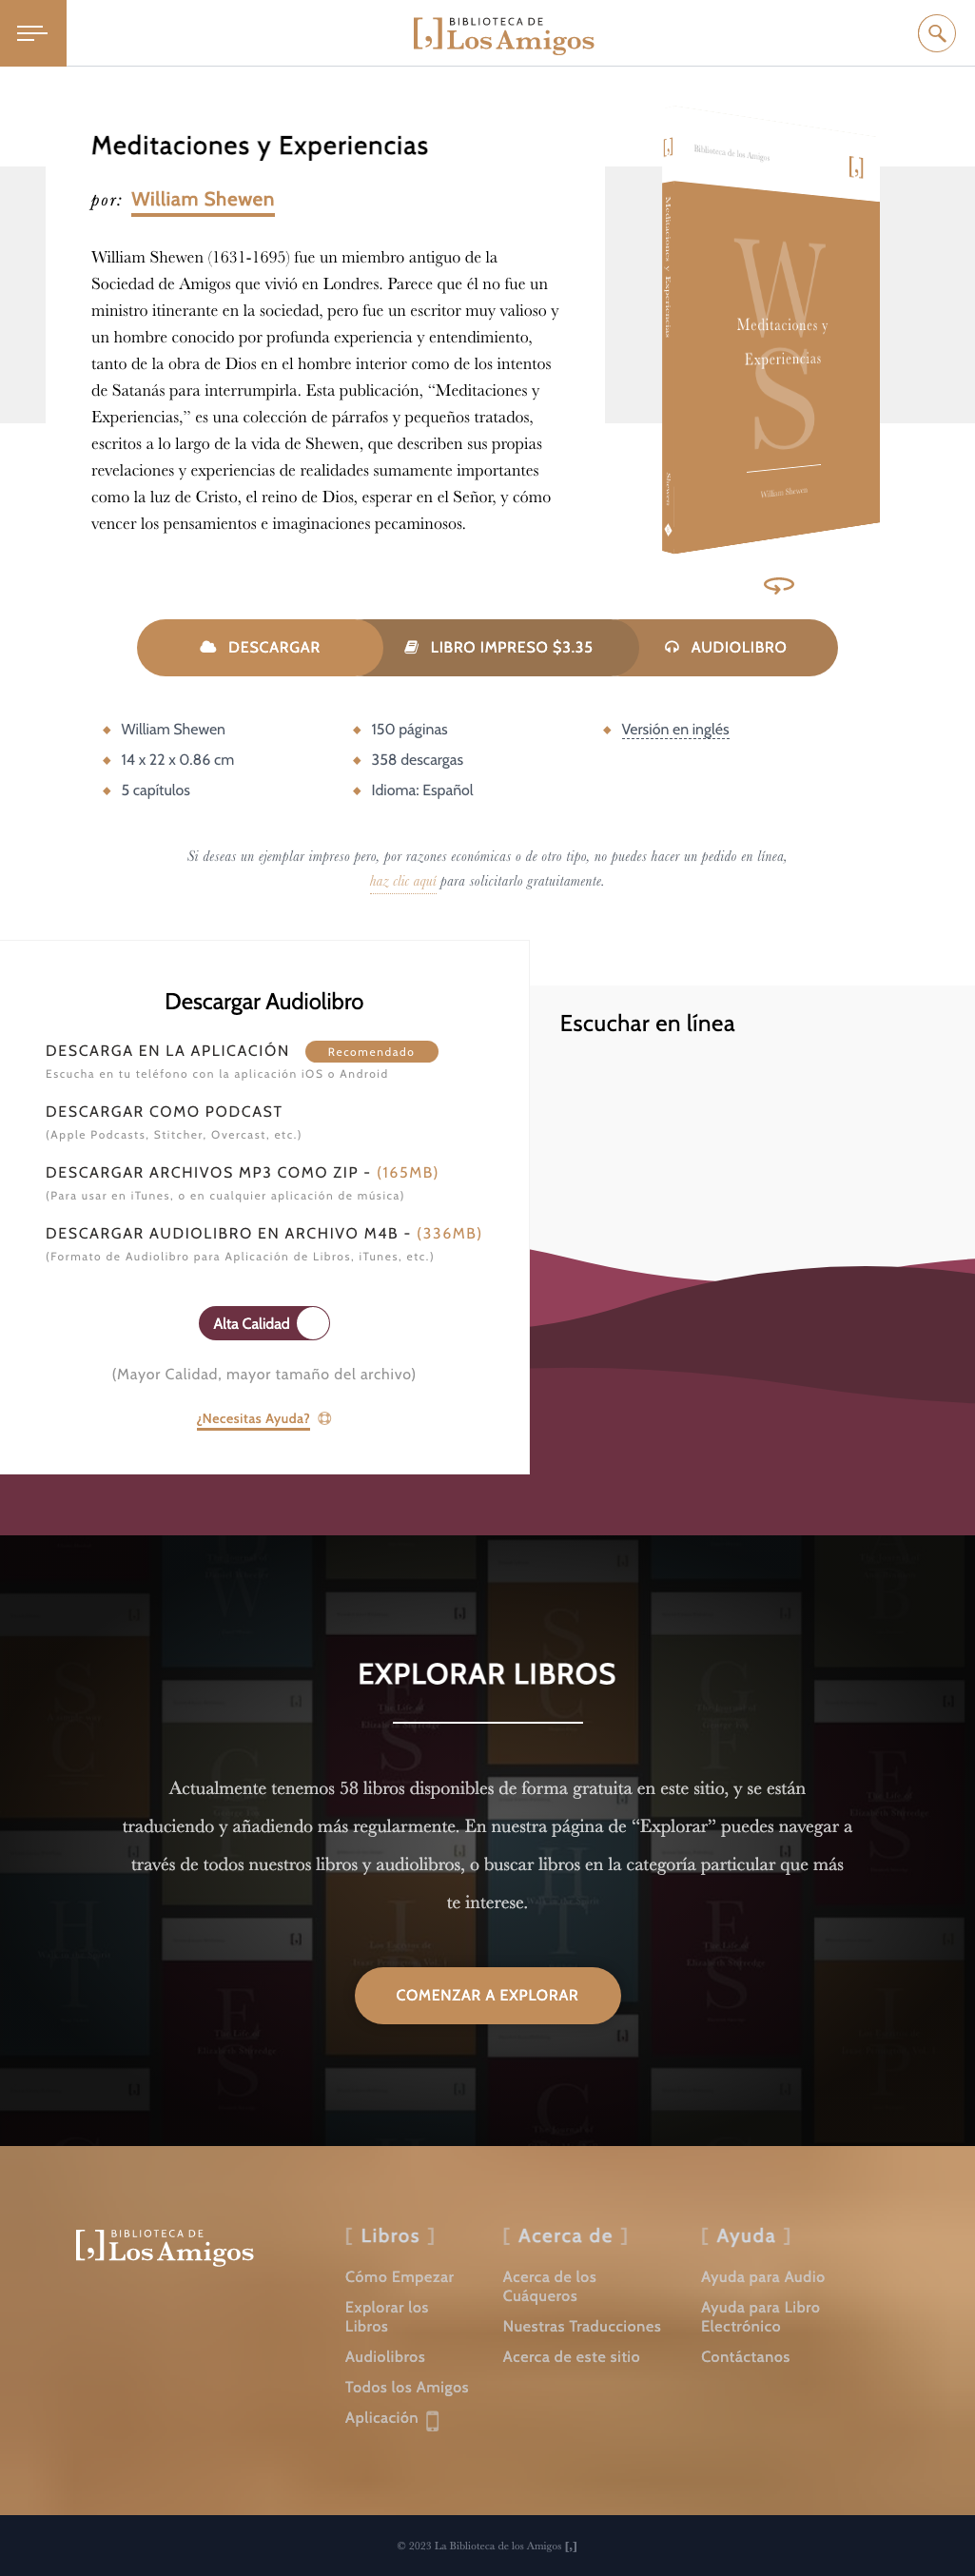 BIBLIOTECA DE
Los Amigos
Meditaciones y Experiencias
por: William Shewen
William Shewen (1631-1695) fue un miembro antiguo de la
Sociedad de Amigos que vivió en Londres. Parece que él no fue un
ministro itinerante en la sociedad, pero fue un escritor muy valioso y
un hombre conocido por profunda experiencia y entendimiento,
tanto de la obra de Dios en el hombre interior como de los intentos
de Satanás para interrumpirla. Esta publicación, “Meditaciones y
Experiencias,” es una colección de párrafos y pequeños tratados,
escritos a lo largo de la vida de Shewen, que describen sus propias
revelaciones y experiencias de realidades sumamente importantes
como la luz de Cristo, el reino de Dios, esperar en el Señor, y cómo
vencer los pensamientos e imaginaciones pecaminosos.
[,] Biblioteca de los Amigos [,]
Meditaciones y Experiencias
W
S
Meditaciones y
Experiencias
Shewen
William Shewen
DESCARGAR
LIBRO IMPRESO $3.35
AUDIOLIBRO
William Shewen
14 x 22 x 0.86 cm
5 capítulos
150 páginas
358 descargas
Idioma: Español
Versión en inglés
Si deseas un ejemplar impreso pero, por razones económicas o de otro tipo, no puedes hacer un pedido en línea,
haz clic aquí para solicitarlo gratuitamente.
Descargar Audiolibro
DESCARGA EN LA APLICACIÓN Recomendado
Escucha en tu teléfono con la aplicación iOS o Android
DESCARGAR COMO PODCAST
(Apple Podcasts, Stitcher, Overcast, etc.)
DESCARGAR ARCHIVOS MP3 COMO ZIP - (165MB)
(Para usar en iTunes, o en cualquier aplicación de música)
DESCARGAR AUDIOLIBRO EN ARCHIVO M4B - (336MB)
(Formato de Audiolibro para Aplicación de Libros, iTunes, etc.)
Alta Calidad
(Mayor Calidad, mayor tamaño del archivo)
¿Necesitas Ayuda?
Escuchar en línea
EXPLORAR LIBROS
Actualmente tenemos 58 libros disponibles de forma gratuita en este sitio, y se están
traduciendo y añadiendo más regularmente. En nuestra página de “Explorar” puedes navegar a
través de todos nuestros libros y audiolibros, o buscar libros en la categoría particular que más
te interese.
COMENZAR A EXPLORAR
BIBLIOTECA DE
Los Amigos
[ Libros ]
Cómo Empezar
Explorar los
Libros
Audiolibros
Todos los Amigos
Aplicación
[ Acerca de ]
Acerca de los
Cuáqueros
Nuestras Traducciones
Acerca de este sitio
[ Ayuda ]
Ayuda para Audio
Ayuda para Libro
Electrónico
Contáctanos
© 2023 La Biblioteca de los Amigos [,]